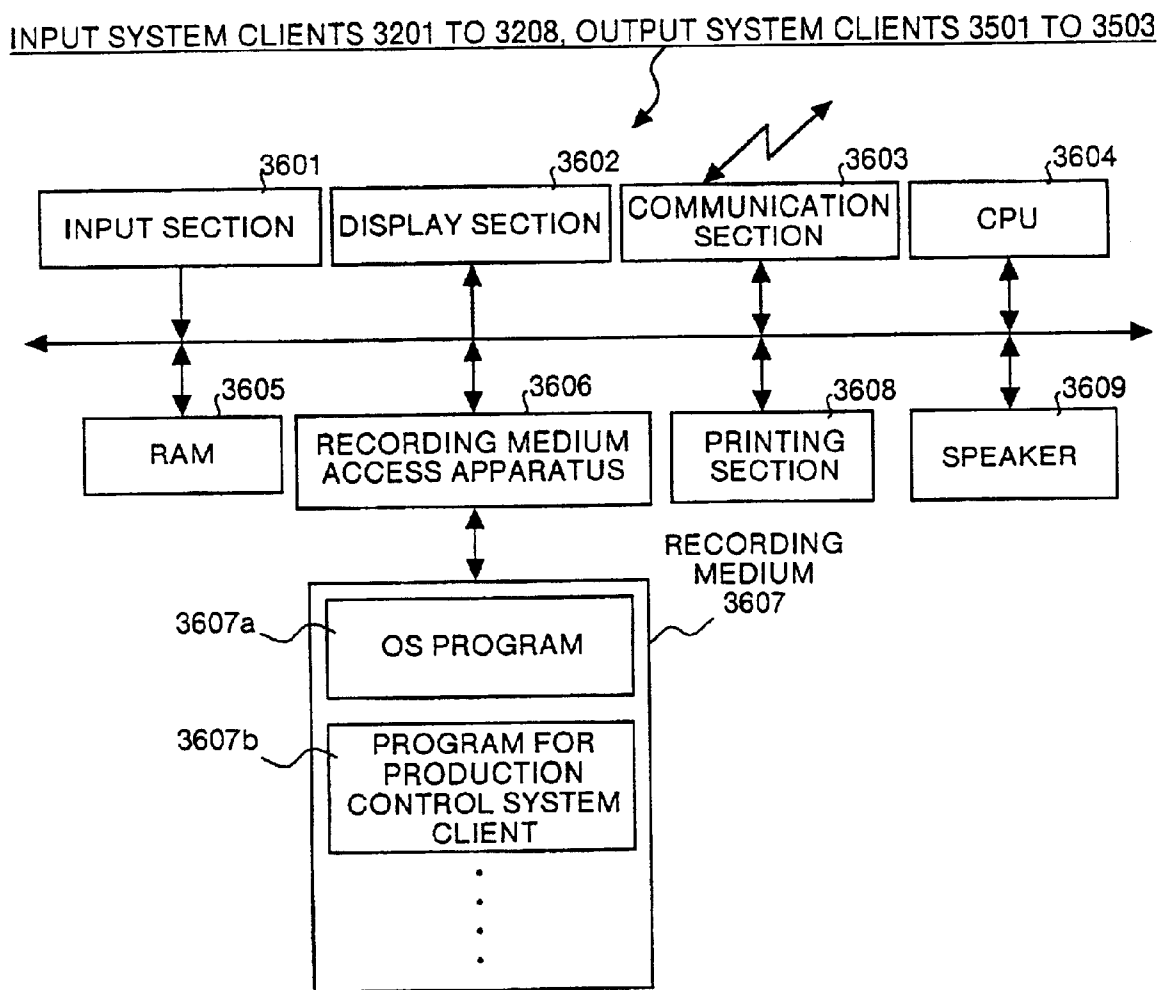 INPUT SYSTEM CLIENTS 3201 TO 3208, OUTPUT SYSTEM CLIENTS 3501 TO 3503
3601
INPUT SECTION
3602
DISPLAY SECTION
3603
COMMUNICATION
SECTION
3604
CPU
3605
RAM
3606
RECORDING MEDIUM
ACCESS APPARATUS
3608
PRINTING
SECTION
3609
SPEAKER
RECORDING
MEDIUM
3607
3607a
OS PROGRAM
3607b
PROGRAM FOR
PRODUCTION
CONTROL SYSTEM
CLIENT